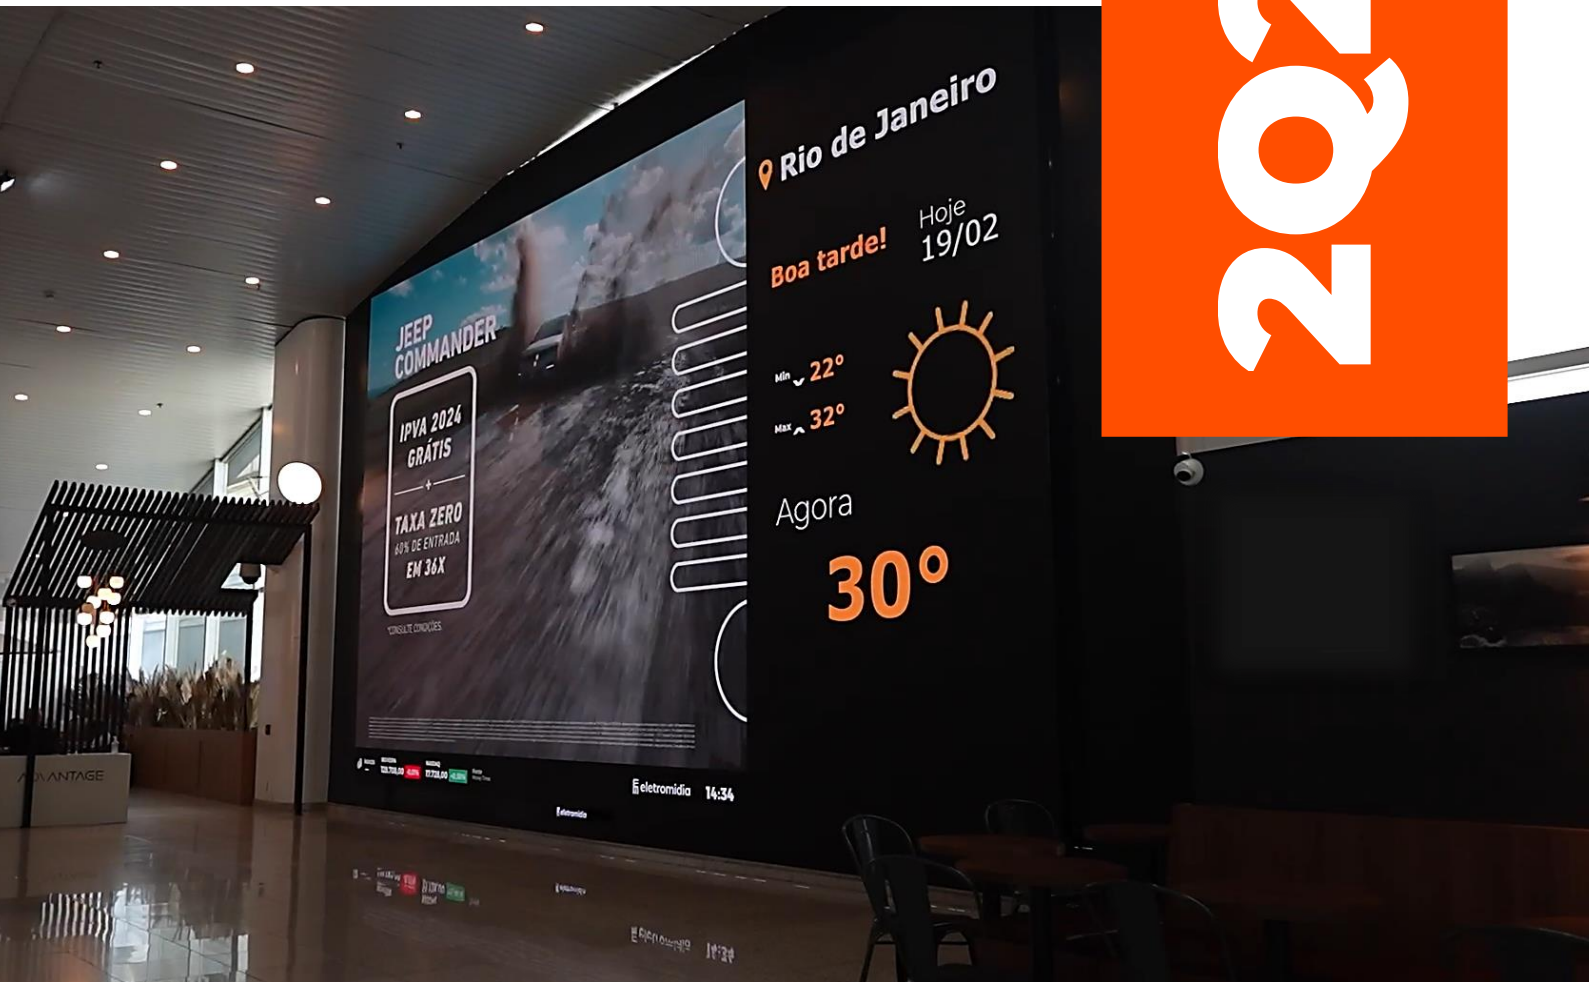 2Q2
Rio de Janeiro
Boa tarde!
Hoje
19/02
Min 22°
Max 32°
Agora
30°
JEEP
COMMANDER
IPVA 2024
GRÁTIS
+
TAXA ZERO
60% DE ENTRADA
EM 36X
*CONSULTE CONDIÇÕES.
eletromidia 14:34
eletromidia
ADVANTAGE